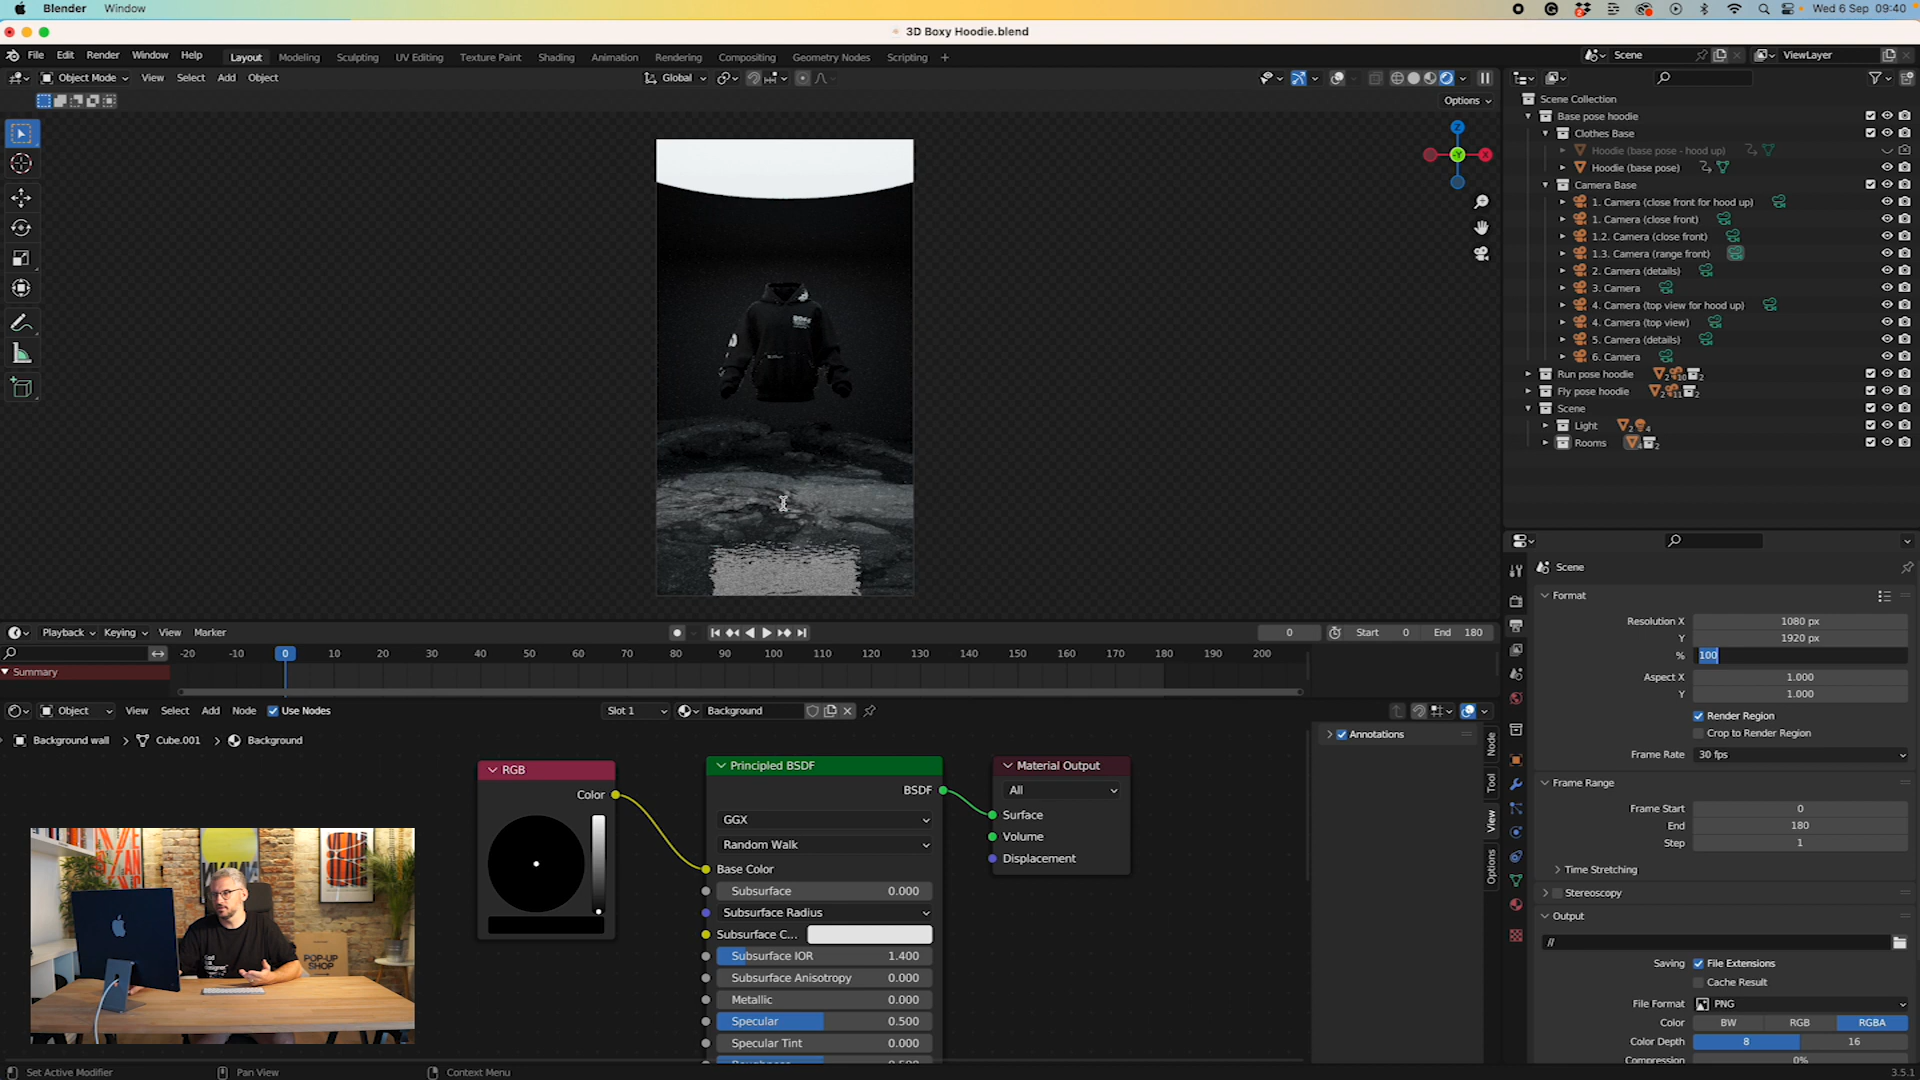 Blender Window
Wed 6 Sep 09:40
3D Boxy Hoodie.blend
File Edit Render Window Help
Layout Modeling Sculpting UV Editing Texture Paint Shading Animation Rendering Compositing Geometry Nodes Scripting +
Scene
ViewLayer
Object Mode View Select Add Object
Global
Options
Z
Y
X
Scene Collection
Base pose hoodie
Clothes Base
Hoodie (base pose - hood up)
Hoodie (base pose)
Camera Base
1. Camera (close front for hood up)
1. Camera (close front)
1.2. Camera (close front)
1.3. Camera (range front)
2. Camera (details)
3. Camera
4. Camera (top view for hood up)
4. Camera (top view)
5. Camera (details)
6. Camera
Run pose hoodie 2 10 2
Fly pose hoodie 2 11 2
Scene
Light 2 4
Rooms 4 2
Scene
Format
Resolution X 1080 px
Y 1920 px
% 100
Aspect X 1.000
Y 1.000
Render Region
Crop to Render Region
Frame Rate 30 fps
Frame Range
Frame Start 0
End 180
Step 1
Time Stretching
Stereoscopy
Output
//
Saving File Extensions
Cache Result
File Format PNG
Color BW RGB RGBA
Color Depth 8 16
Compression 0%
Playback Keying View Marker
0 Start 0 End 180
-20 -10 0 10 20 30 40 50 60 70 80 90 100 110 120 130 140 150 160 170 180 190 200
Summary
Object View Select Add Node Use Nodes Slot 1 Background
Background wall > Cube.001 > Background
RGB
Color
Principled BSDF
BSDF
GGX
Random Walk
Base Color
Subsurface 0.000
Subsurface Radius
Subsurface C...
Subsurface IOR 1.400
Subsurface Anisotropy 0.000
Metallic 0.000
Specular 0.500
Specular Tint 0.000
Material Output
All
Surface
Volume
Displacement
Annotations
Node
Tool
View
Options
POP-UP
SHOP
Set Active Modifier
Pan View
Context Menu
3.5.1